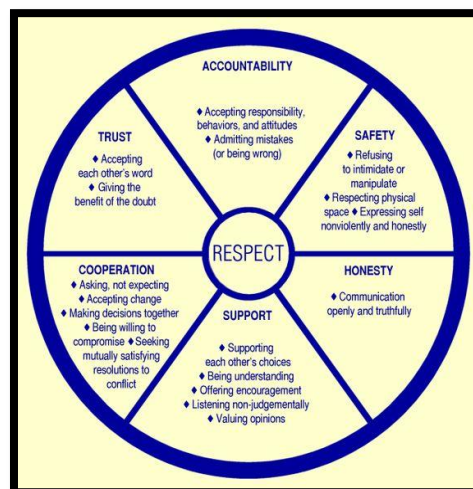 ACCOUNTABILITY
♦ Accepting responsibility,
behaviors, and attitudes
♦ Admitting mistakes
(or being wrong)
TRUST
♦ Accepting
each other's word
♦ Giving the
benefit of the doubt
SAFETY
♦ Refusing
to intimidate or
manipulate
♦ Respecting physical
space ♦ Expressing self
nonviolently and honestly
RESPECT
COOPERATION
♦ Asking, not expecting
♦ Accepting change
♦ Making decisions together
♦ Being willing to
compromise ♦ Seeking
mutually satisfying
resolutions to
conflict
SUPPORT
♦ Supporting
each other's choices
♦ Being understanding
♦ Offering encouragement
♦ Listening non-judgementally
♦ Valuing opinions
HONESTY
♦ Communication
openly and truthfully